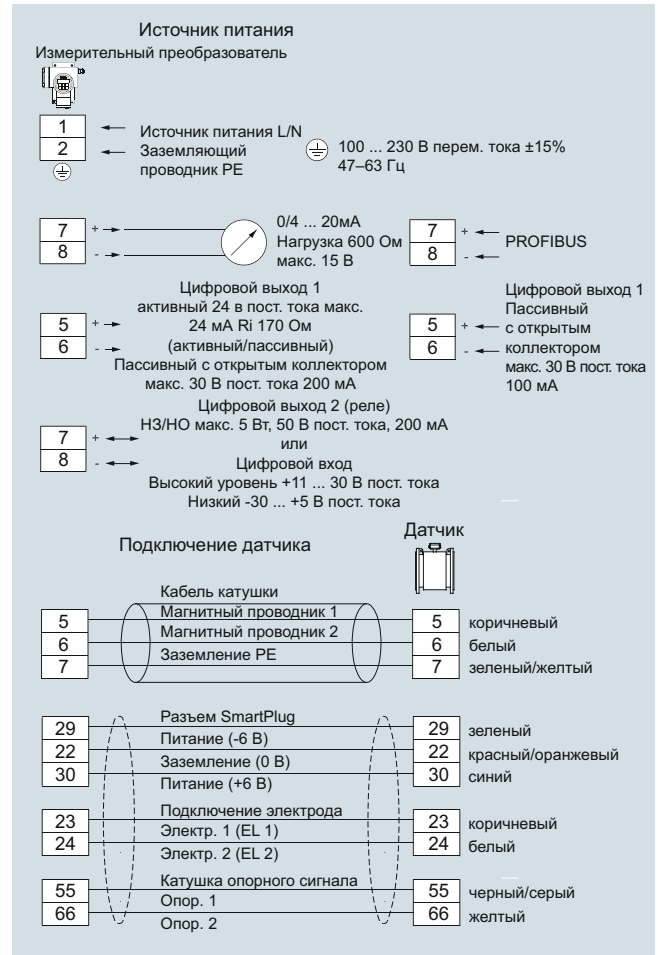 Источник питания
Измерительный преобразователь
1
2
Источник питания L/N
Заземляющий
проводник PE
100 ... 230 В перем. тока ±15%
47–63 Гц
7
8
+
-
0/4 ... 20мА
Нагрузка 600 Ом
макс. 15 В
7
8
+
-
PROFIBUS
Цифровой выход 1
активный 24 в пост. тока макс.
24 мА Ri 170 Ом
(активный/пассивный)
Пассивный с открытым коллектором
макс. 30 В пост. тока 200 мА
5
6
+
-
Цифровой выход 1
Пассивный
с открытым
коллектором
макс. 30 В пост. тока
100 мА
5
6
+
-
Цифровой выход 2 (реле)
НЗ/НО макс. 5 Вт, 50 В пост. тока, 200 мА
или
Цифровой вход
Высокий уровень +11 ... 30 В пост. тока
Низкий -30 ... +5 В пост. тока
7
8
+
-
Подключение датчика
Датчик
Кабель катушки
5 Магнитный проводник 1 5 коричневый
6 Магнитный проводник 2 6 белый
7 Заземление PE 7 зеленый/желтый
29 Разъем SmartPlug 29 зеленый
22 Питание (-6 В) 22 красный/оранжевый
30 Заземление (0 В) 30 синий
Питание (+6 В)
23 Подключение электрода 23 коричневый
24 Электр. 1 (EL 1) 24 белый
Электр. 2 (EL 2)
55 Катушка опорного сигнала 55 черный/серый
66 Опор. 1 66 желтый
Опор. 2